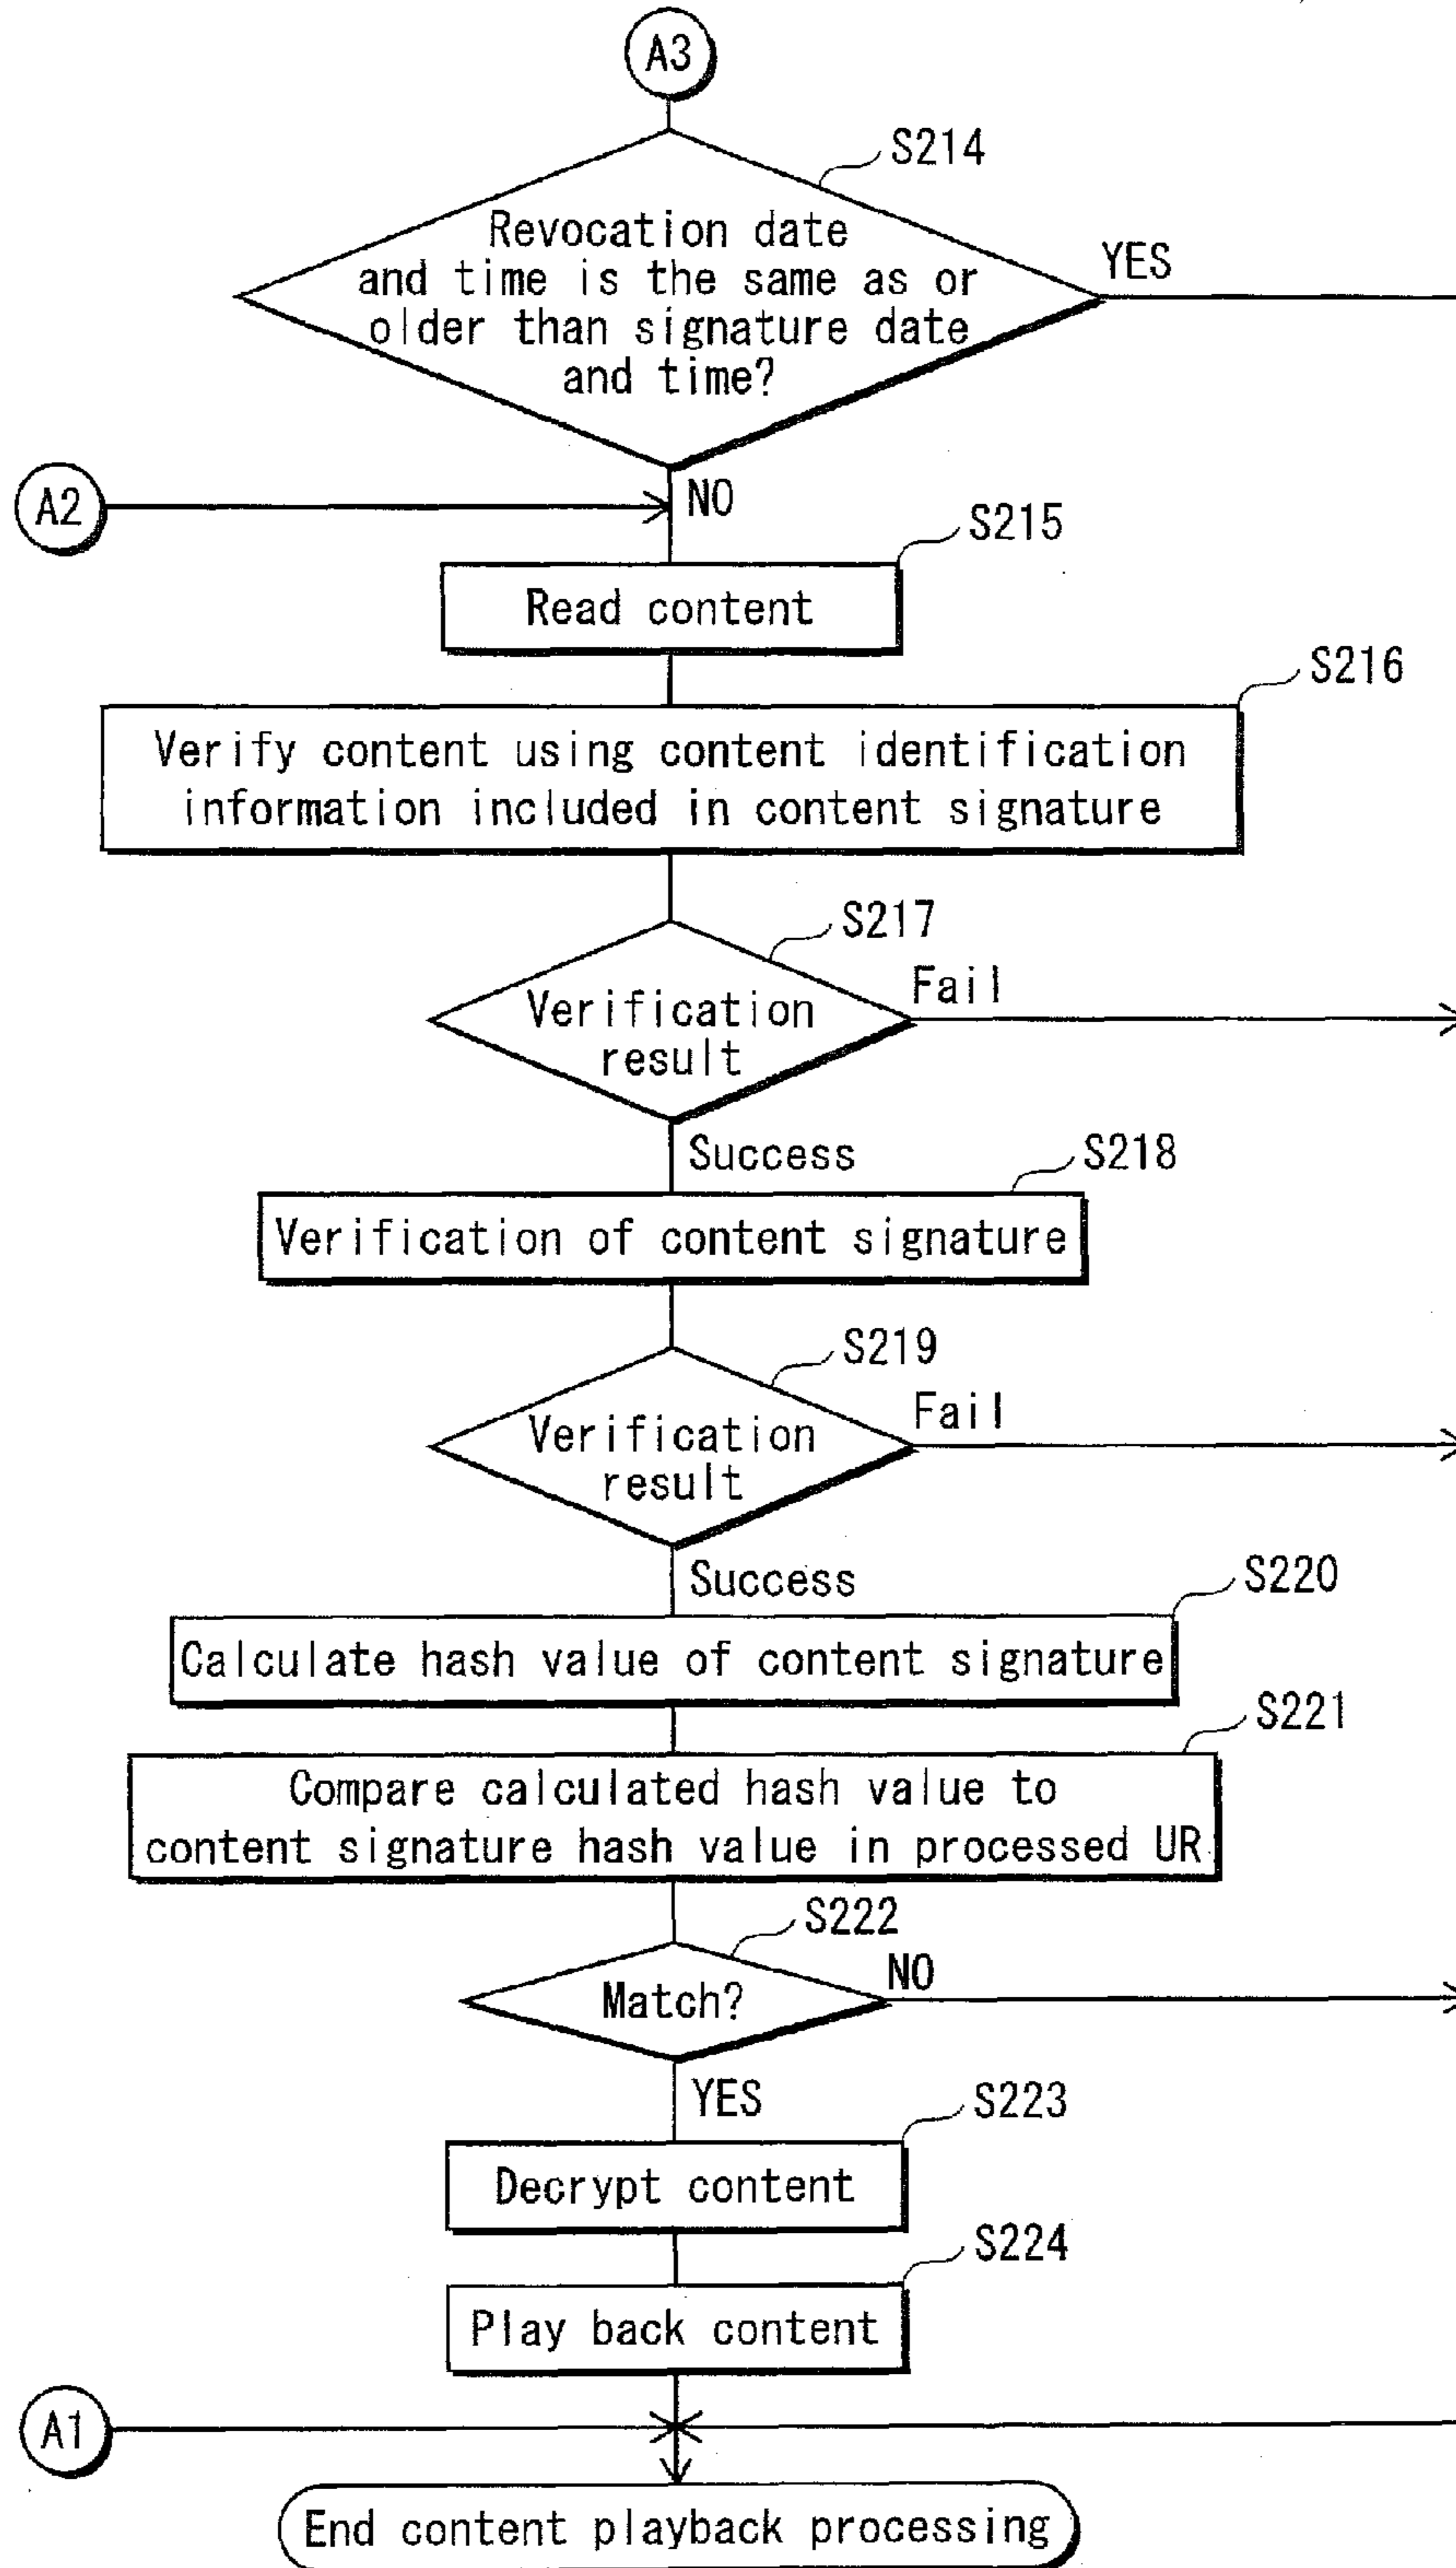 A3
S214
Revocation date
and time is the same as or
older than signature date
and time?
YES
A2
NO
S215
Read content
S216
Verify content using content identification
information included in content signature
S217
Verification
result
Fail
Success
S218
Verification of content signature
S219
Verification
result
Fail
Success
S220
Calculate hash value of content signature
S221
Compare calculated hash value to
content signature hash value in processed UR
S222
Match?
NO
YES
S223
Decrypt content
S224
Play back content
A1
End content playback processing